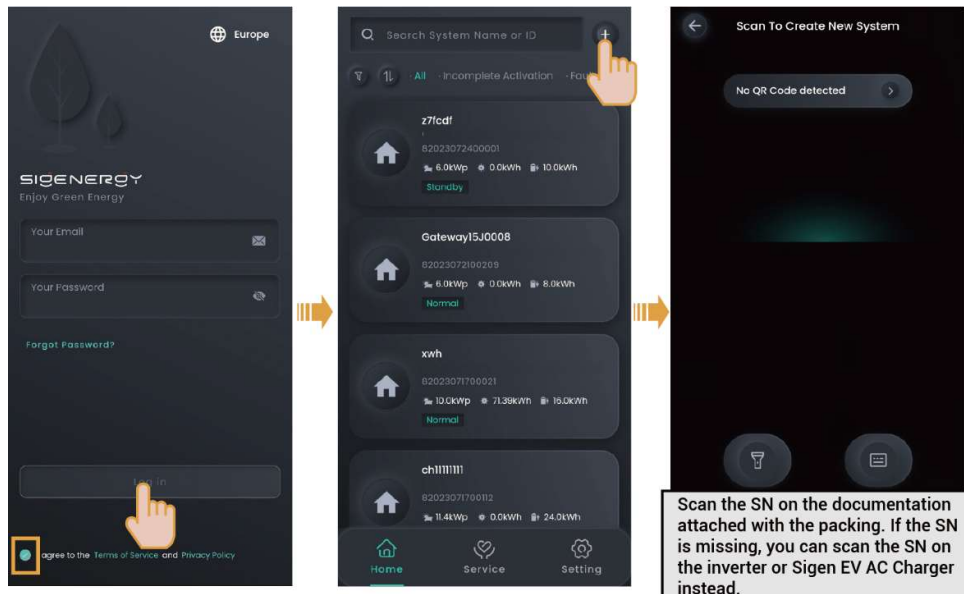 Europe
SIGENERGY
Enjoy Green Energy
Your Email
Your Password
Forgot Password?
Log in
agree to the Terms of Service and Privacy Policy
Search System Name or ID
+
· All · Incomplete Activation · Fau
z7fcdf
82023072400001
6.0kWp 0.0kWh 10.0kWh
Standby
Gateway15J0008
82023072100209
6.0kWp 0.0kWh 8.0kWh
Normal
xwh
82023071700021
10.0kWp 71.39kWh 16.0kWh
Normal
82023071700112
11.4kWp 0.0kWh 24.0kWh
Home Service Setting
Scan To Create New System
No QR Code detected
Scan the SN on the documentation
attached with the packing. If the SN
is missing, you can scan the SN on
the inverter or Sigen EV AC Charger
instead.